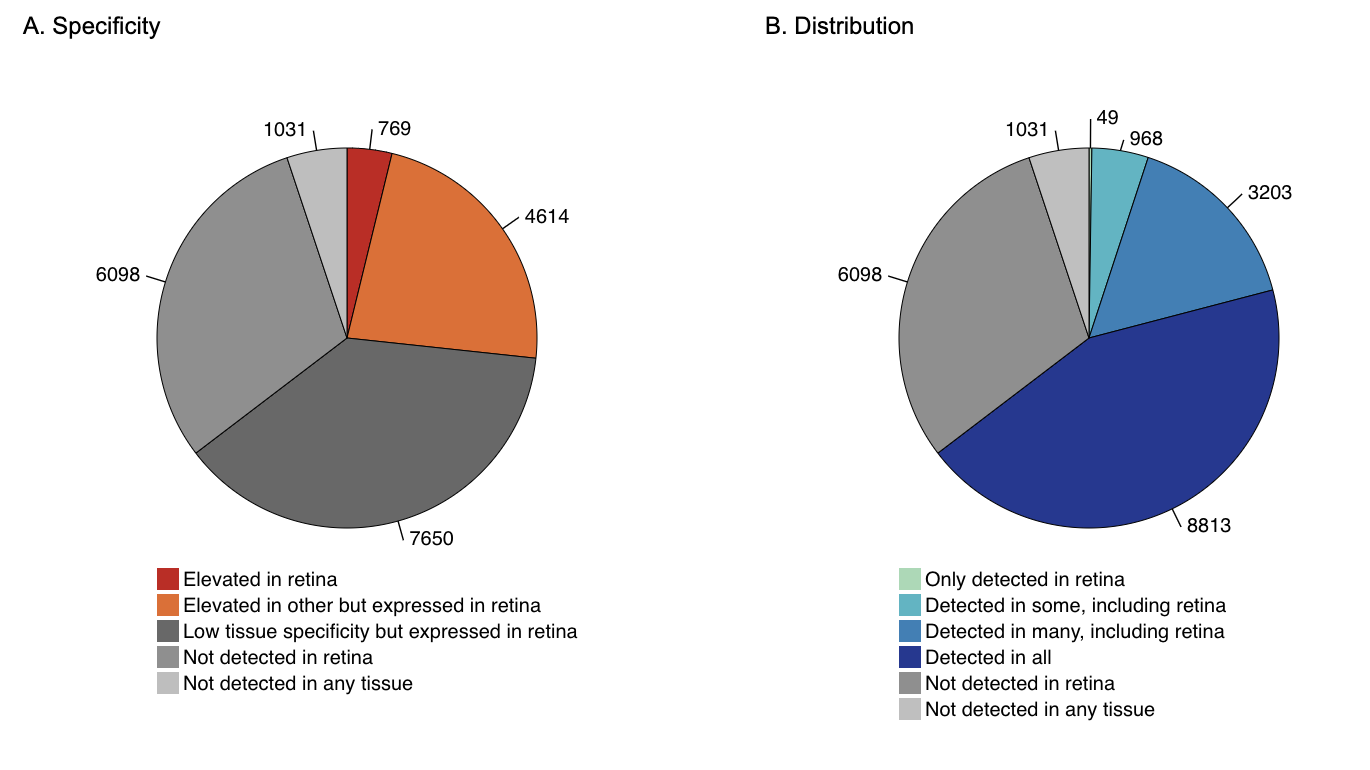 A. Specificity
1031
769
4614
6098
7650
Elevated in retina
Elevated in other but expressed in retina
Low tissue specificity but expressed in retina
Not detected in retina
Not detected in any tissue
B. Distribution
49
1031
968
3203
6098
8813
Only detected in retina
Detected in some, including retina
Detected in many, including retina
Detected in all
Not detected in retina
Not detected in any tissue